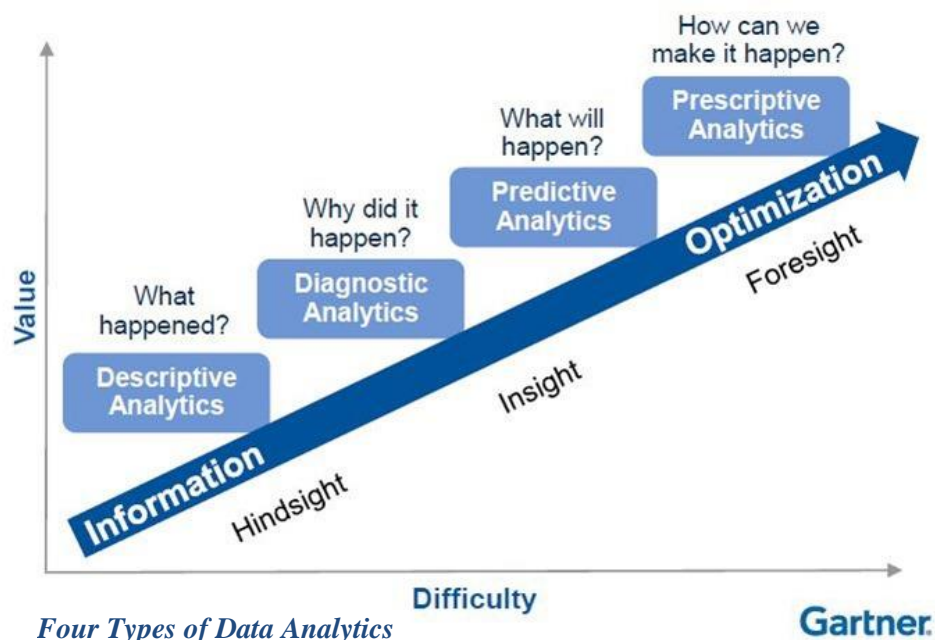 How can we
make it happen?
Prescriptive
Analytics
What will
happen?
Predictive
Analytics
Why did it
happen?
Diagnostic
Analytics
What
happened?
Descriptive
Analytics
Value
Information
Optimization
Hindsight
Insight
Foresight
Difficulty
Four Types of Data Analytics
Gartner.